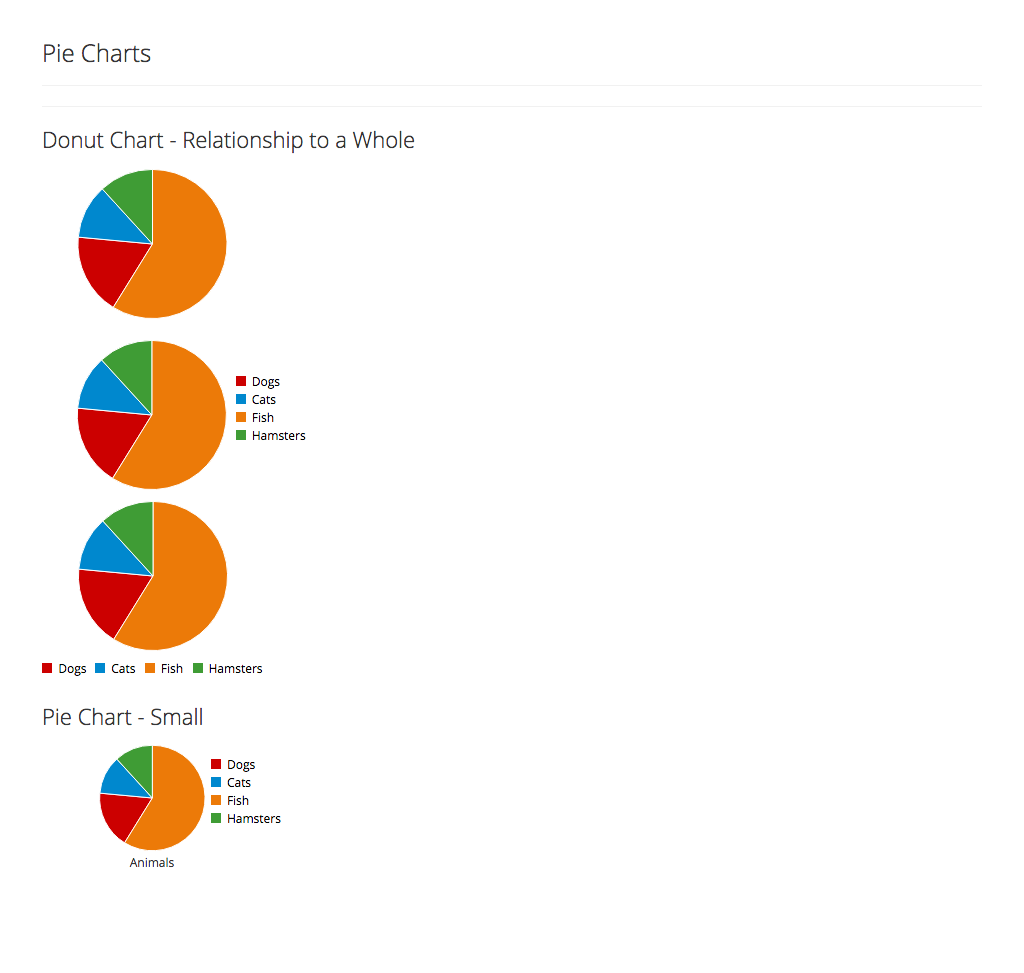 Pie Charts
Donut Chart - Relationship to a Whole
Dogs
Cats
Fish
Hamsters
Dogs Cats Fish Hamsters
Pie Chart - Small
Dogs
Cats
Fish
Hamsters
Animals